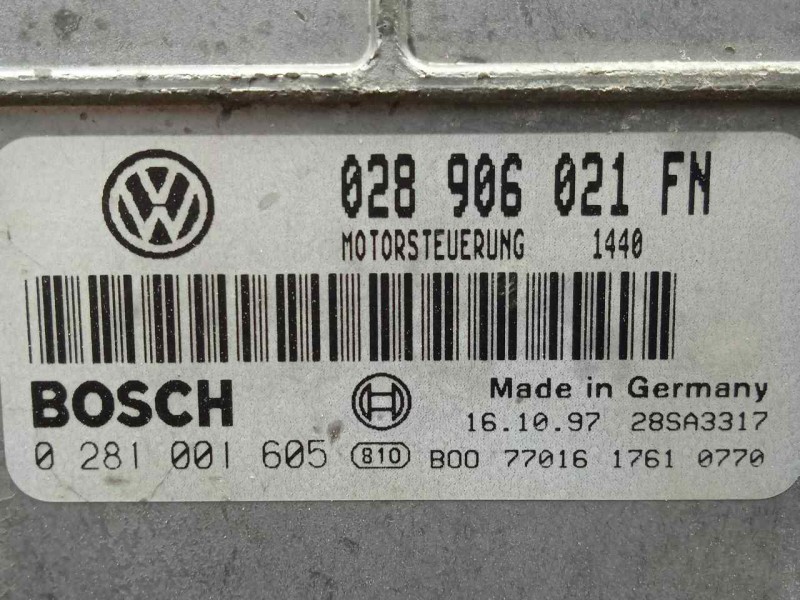 028 906 021 FN
MOTORSTEUERUNG 1440
BOSCH
Made in Germany
16.10.97 28SA3317
0 281 001 605 810 B00 77016 1761 0770